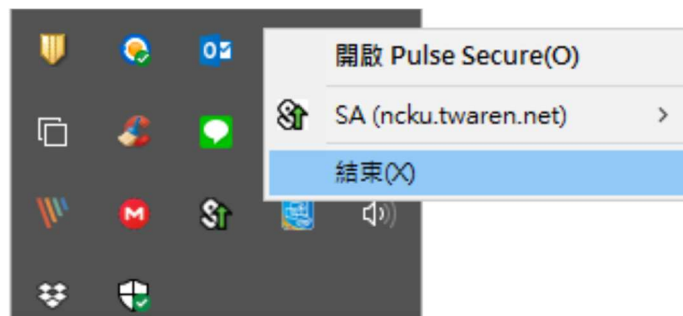 開啟 Pulse Secure(O)
SA (ncku.twaren.net)
結束(X)